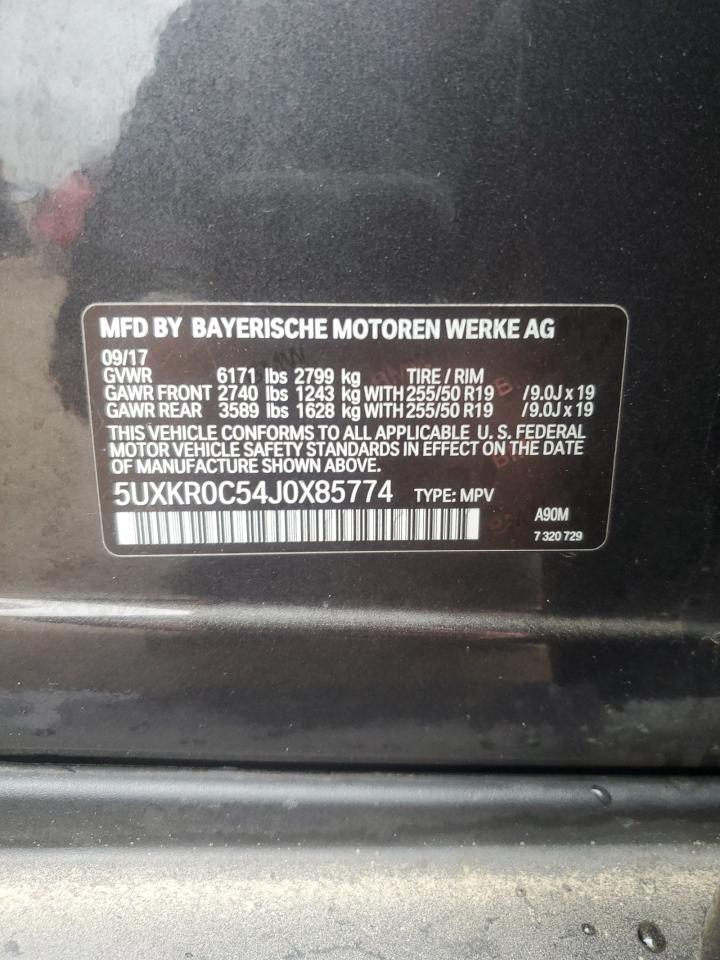 MFD BY BAYERISCHE MOTOREN WERKE AG
09/17
GVWR 6171 lbs 2799 kg TIRE / RIM
GAWR FRONT 2740 lbs 1243 kg WITH 255/50 R19 / 9.0J x 19
GAWR REAR 3589 lbs 1628 kg WITH 255/50 R19 / 9.0J x 19
THIS VEHICLE CONFORMS TO ALL APPLICABLE U. S. FEDERAL
MOTOR VEHICLE SAFETY STANDARDS IN EFFECT ON THE DATE
OF MANUFACTURE SHOWN ABOVE.
5UXKR0C54J0X85774 TYPE: MPV
A90M
7 320 729